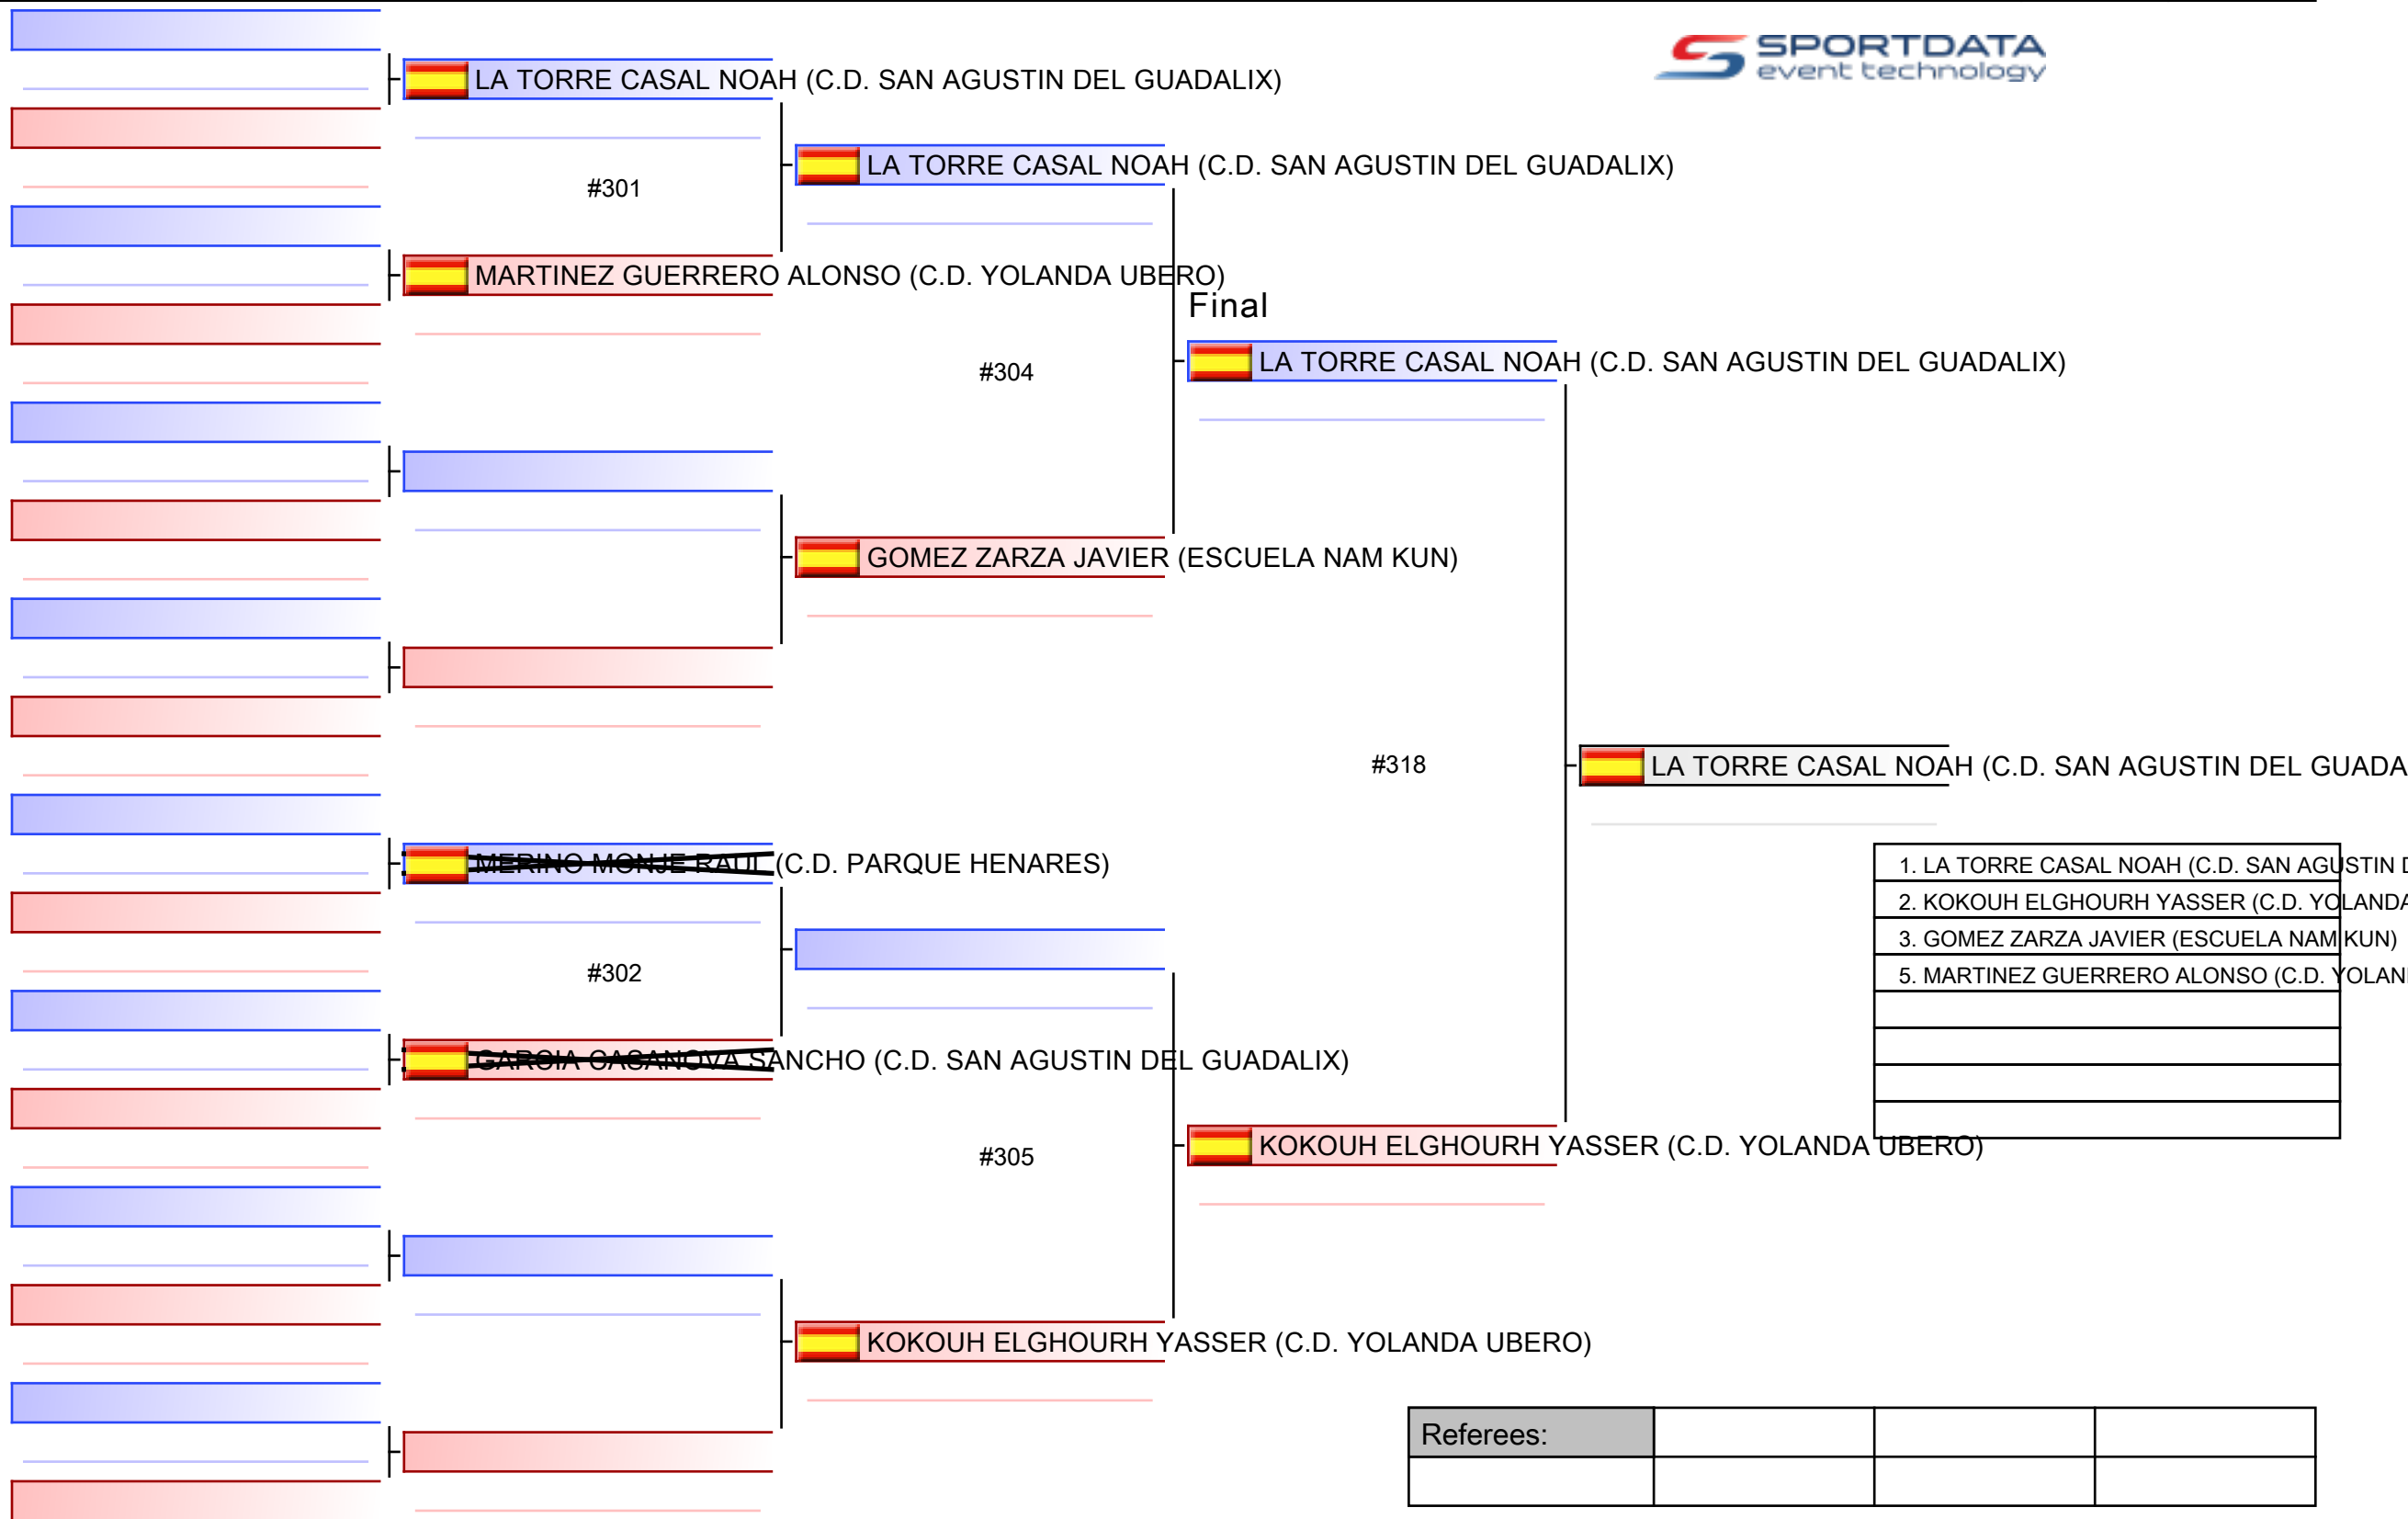 SPORTDATA
event technology
LA TORRE CASAL NOAH (C.D. SAN AGUSTIN DEL GUADALIX)
LA TORRE CASAL NOAH (C.D. SAN AGUSTIN DEL GUADALIX)
#301
MARTINEZ GUERRERO ALONSO (C.D. YOLANDA UBERO)
Final
LA TORRE CASAL NOAH (C.D. SAN AGUSTIN DEL GUADALIX)
#304
GOMEZ ZARZA JAVIER (ESCUELA NAM KUN)
#318
LA TORRE CASAL NOAH (C.D. SAN AGUSTIN DEL GUADA
MERINO MONJE RAUL (C.D. PARQUE HENARES)
1. LA TORRE CASAL NOAH (C.D. SAN AGUSTIN D
2. KOKOUH ELGHOURH YASSER (C.D. YOLANDA
3. GOMEZ ZARZA JAVIER (ESCUELA NAM KUN)
5. MARTINEZ GUERRERO ALONSO (C.D. YOLAN
#302
GARCIA CASANOVA SANCHO (C.D. SAN AGUSTIN DEL GUADALIX)
#305
KOKOUH ELGHOURH YASSER (C.D. YOLANDA UBERO)
KOKOUH ELGHOURH YASSER (C.D. YOLANDA UBERO)
Referees: